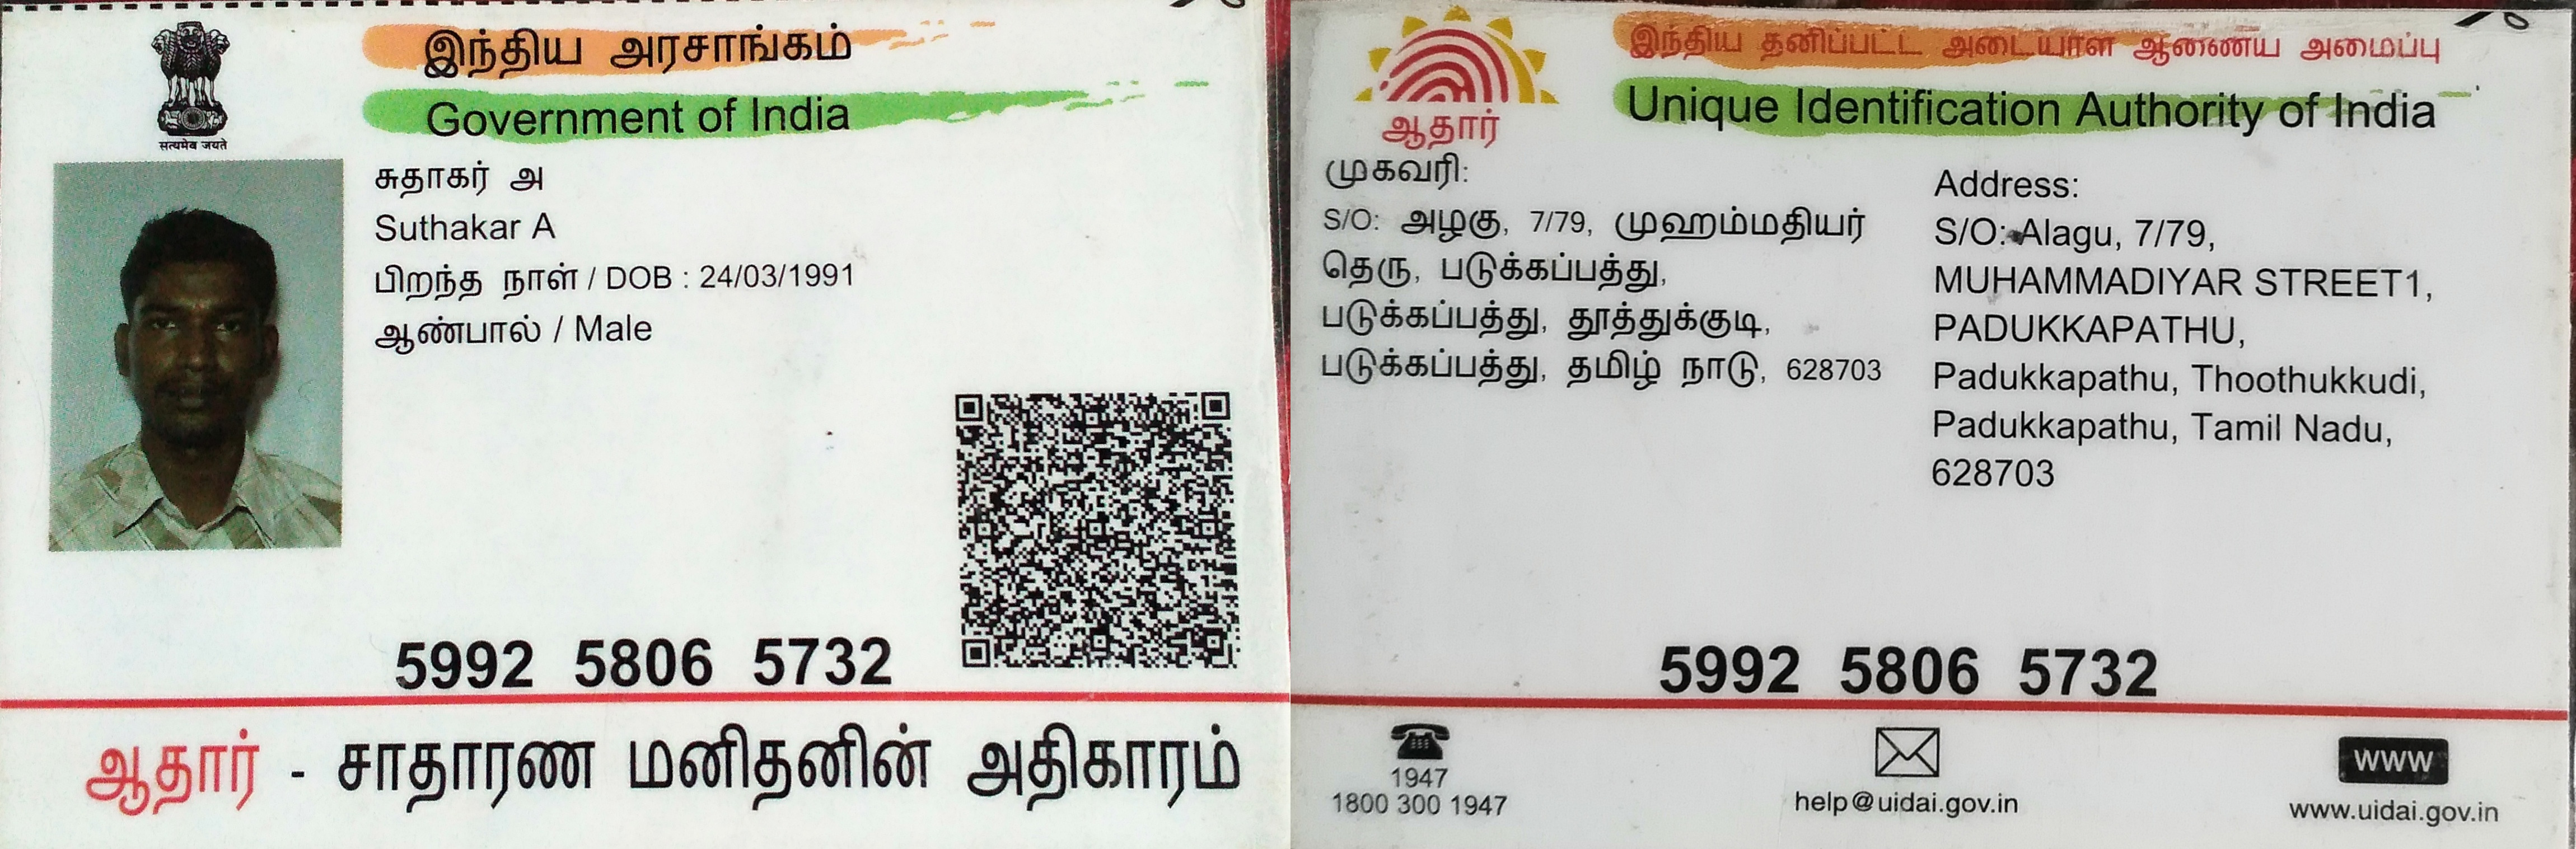 இந்திய அரசாங்கம்
Government of India
सत्यमेव जयते
சுதாகர் அ
Suthakar A
பிறந்த நாள் / DOB : 24/03/1991
ஆண்பால் / Male
5992 5806 5732
ஆதார் - சாதாரண மனிதனின் அதிகாரம்
இந்திய தனிப்பட்ட அடையாள ஆணைய அமைப்பு
Unique Identification Authority of India
ஆதார்
முகவரி:
S/O: அழகு, 7/79, முஹம்மதியர்
தெரு, படுக்கப்பத்து,
படுக்கப்பத்து, தூத்துக்குடி,
படுக்கப்பத்து, தமிழ் நாடு, 628703
Address:
S/O: Alagu, 7/79,
MUHAMMADIYAR STREET1,
PADUKKAPATHU,
Padukkapathu, Thoothukkudi,
Padukkapathu, Tamil Nadu,
628703
5992 5806 5732
1947
1800 300 1947
help@uidai.gov.in
www
www.uidai.gov.in